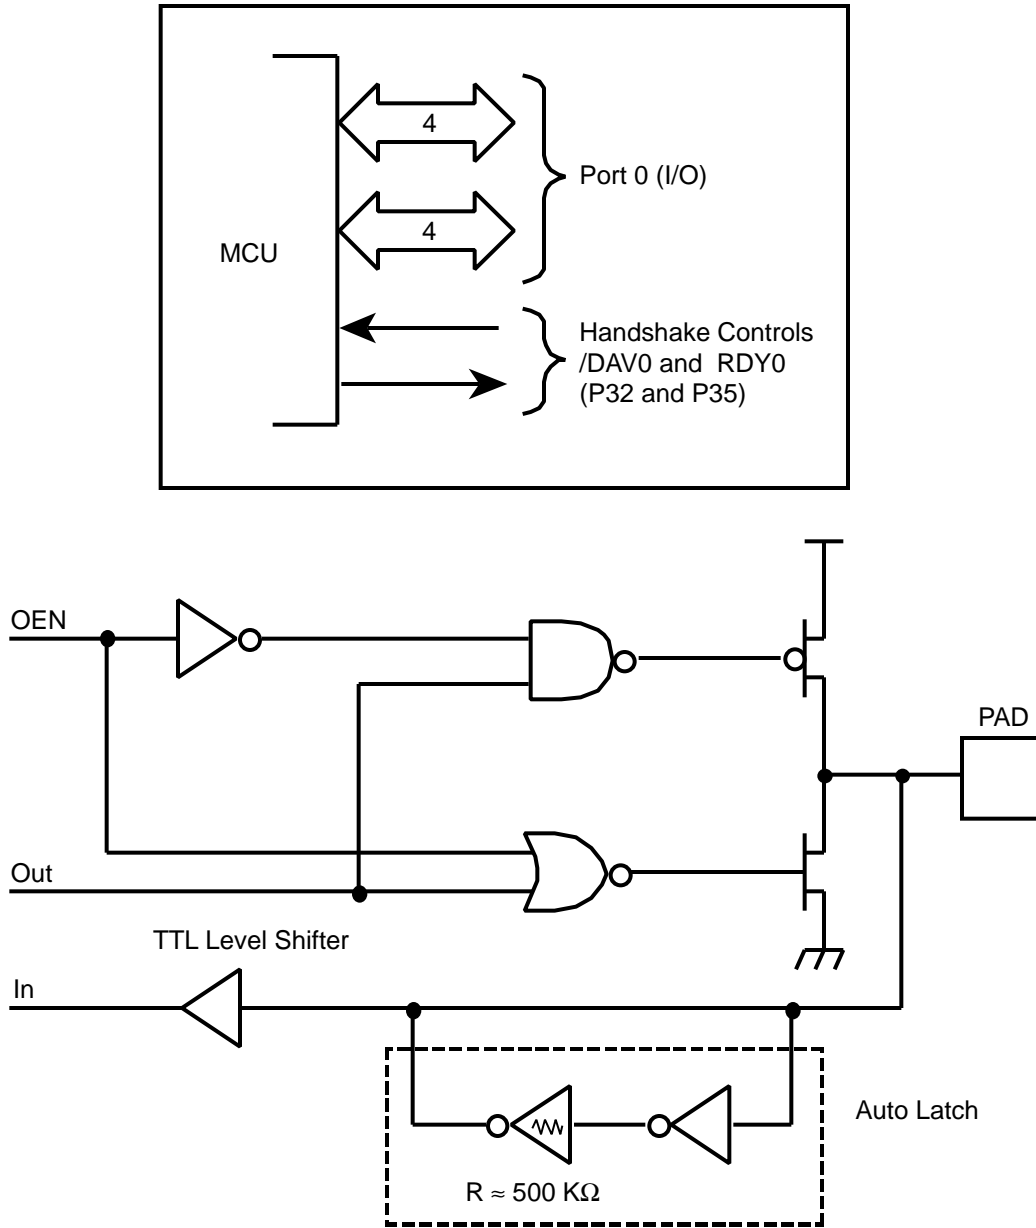 4
Port 0 (I/O)
4
MCU
Handshake Controls
/DAV0 and RDY0
(P32 and P35)
OEN
PAD
Out
TTL Level Shifter
In
Auto Latch
R ≈ 500 KΩ